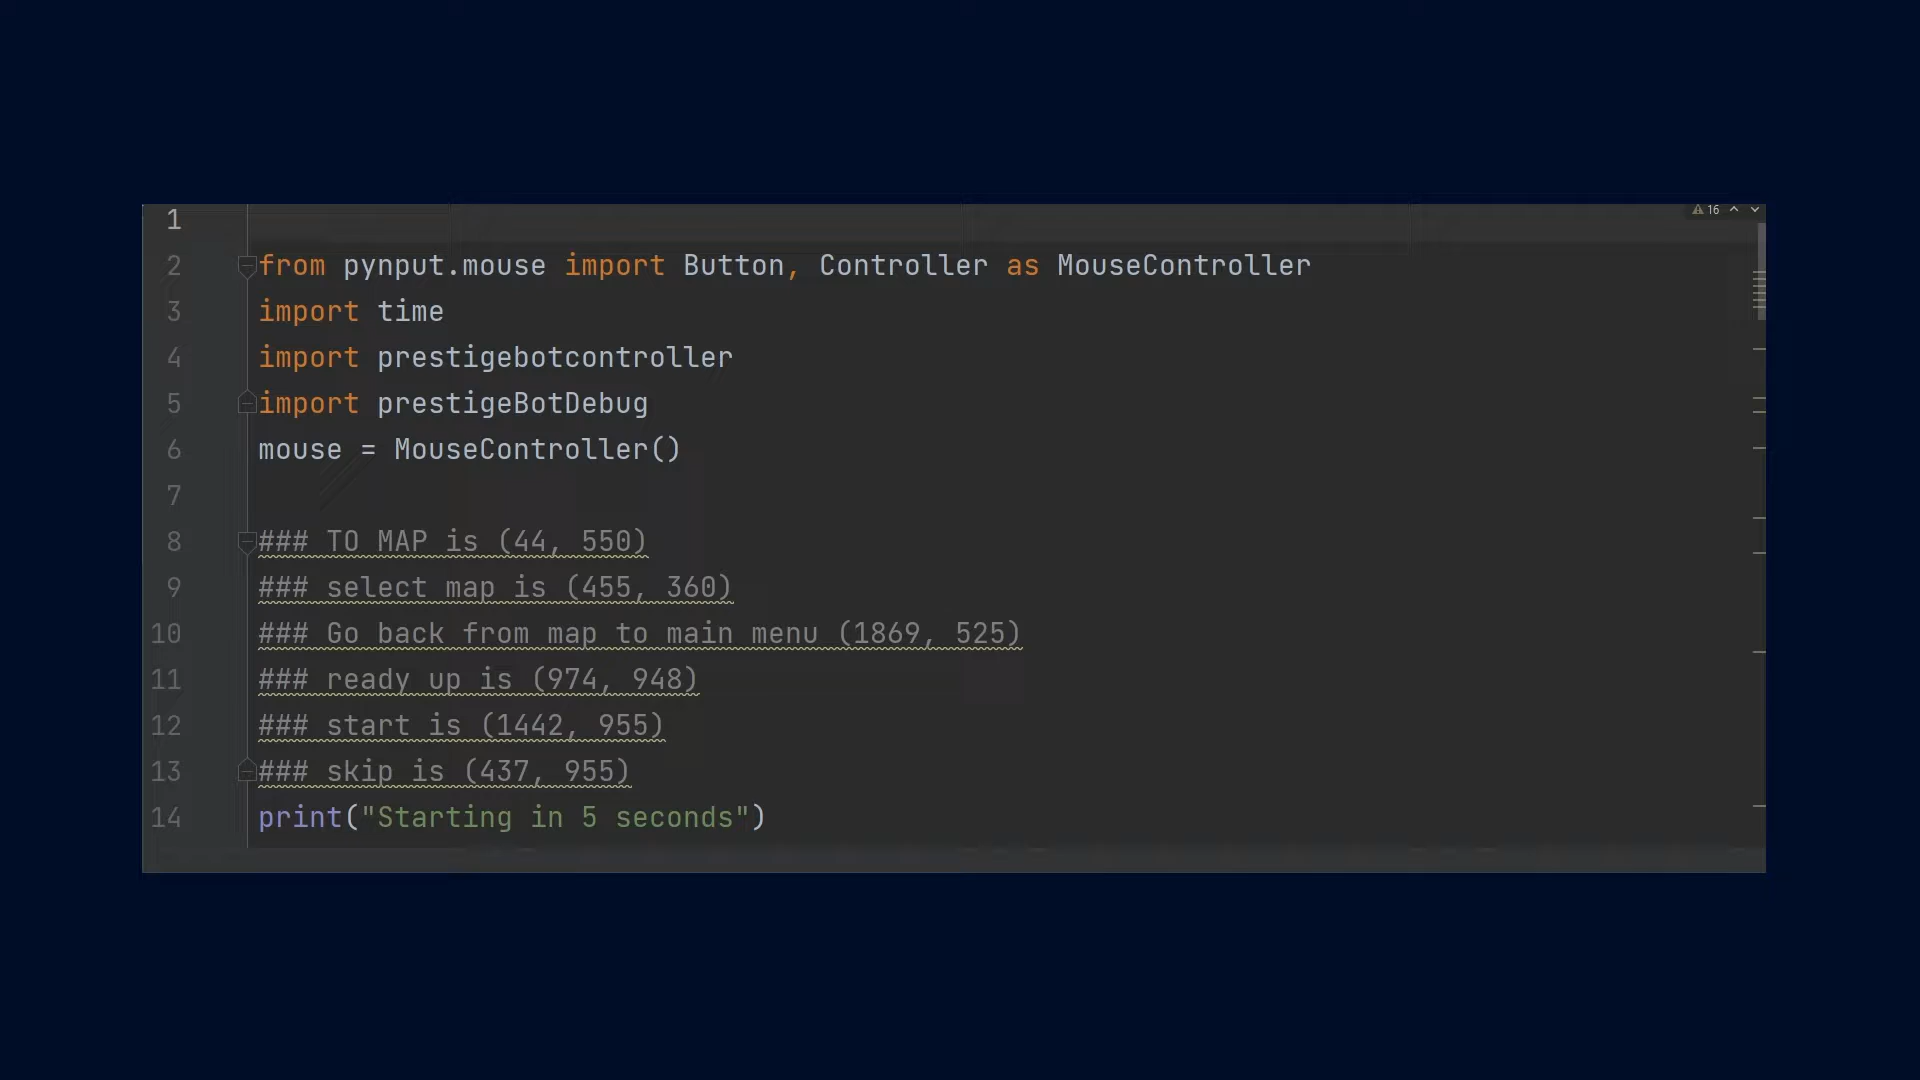 16
1
2 from pynput.mouse import Button, Controller as MouseController
3 import time
4 import prestigebotcontroller
5 import prestigeBotDebug
6 mouse = MouseController()
7
8 ### TO MAP is (44, 550)
9 ### select map is (455, 360)
10 ### Go back from map to main menu (1869, 525)
11 ### ready up is (974, 948)
12 ### start is (1442, 955)
13 ### skip is (437, 955)
14 print("Starting in 5 seconds")